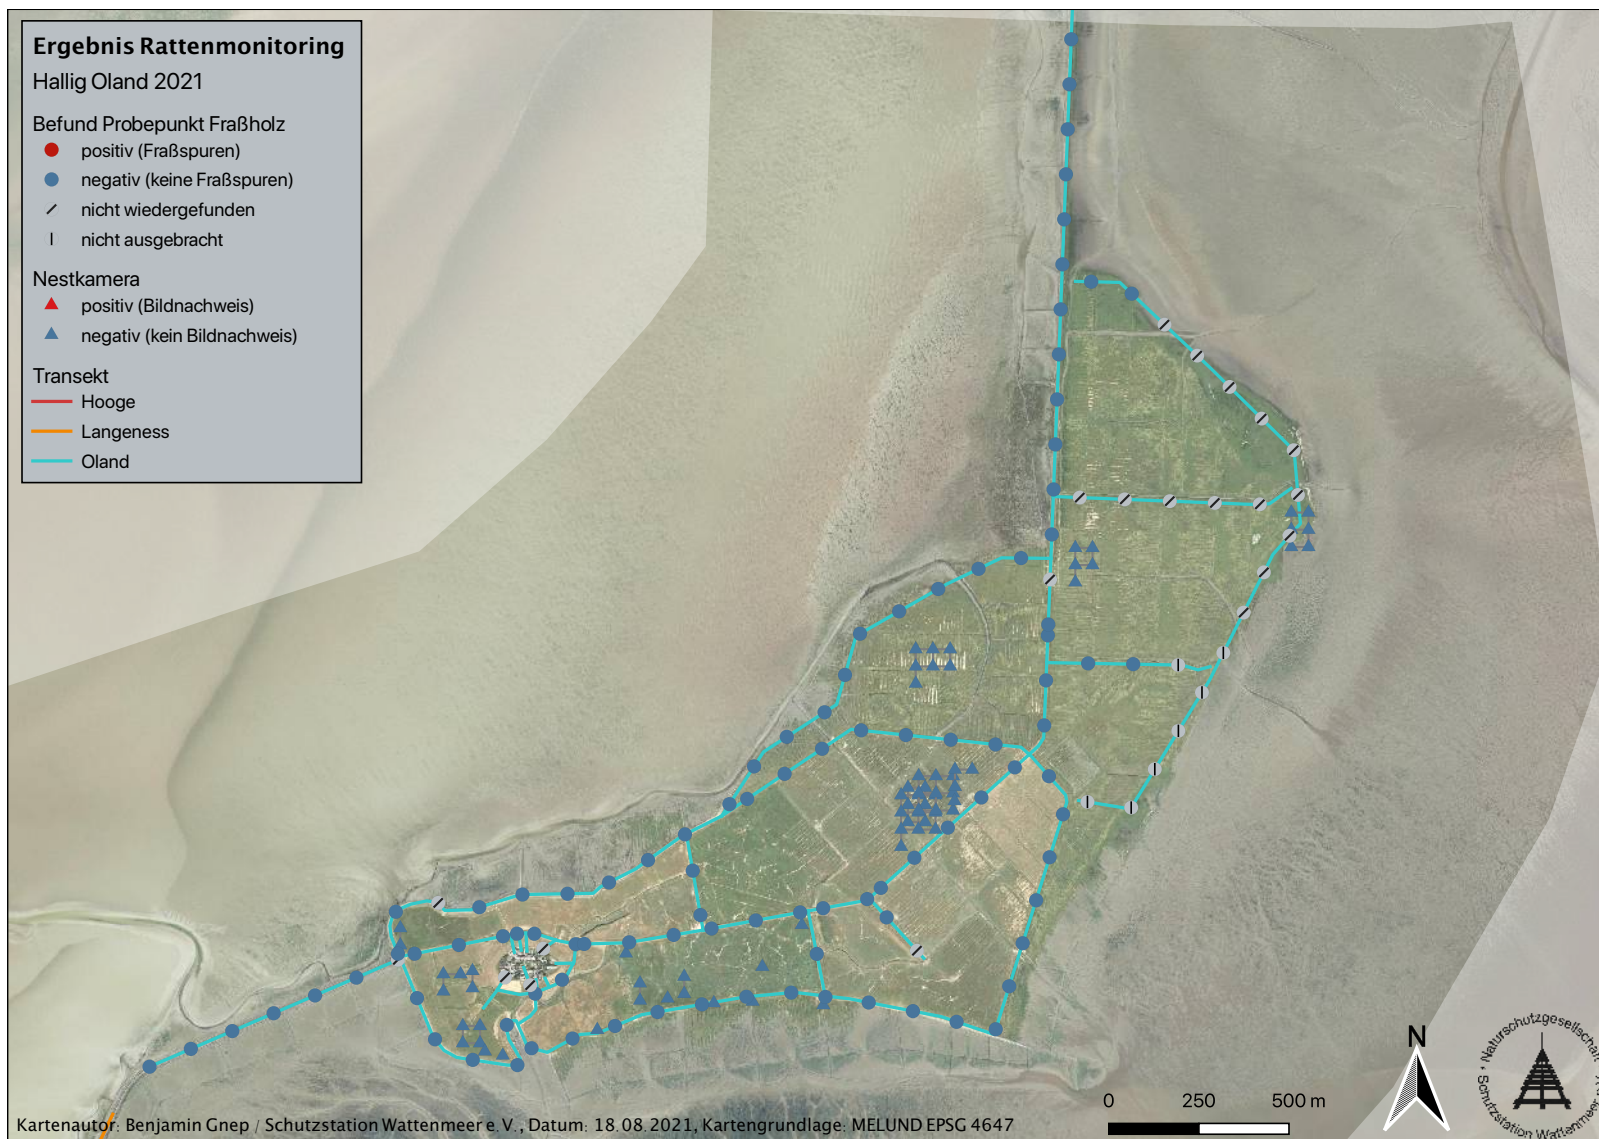 Ergebnis Rattenmonitoring
Hallig Oland 2021
Befund Probepunkt Fraßholz
positiv (Fraßspuren)
negativ (keine Fraßspuren)
nicht wiedergefunden
nicht ausgebracht
Nestkamera
positiv (Bildnachweis)
negativ (kein Bildnachweis)
Transekt
Hooge
Langeness
Oland
N
0 250 500 m
Naturschutzgesellschaft
Schutzstation Wattenmeer
Kartenautor: Benjamin Gnep / Schutzstation Wattenmeer e.V., Datum: 18.08.2021, Kartengrundlage: MELUND EPSG 4647